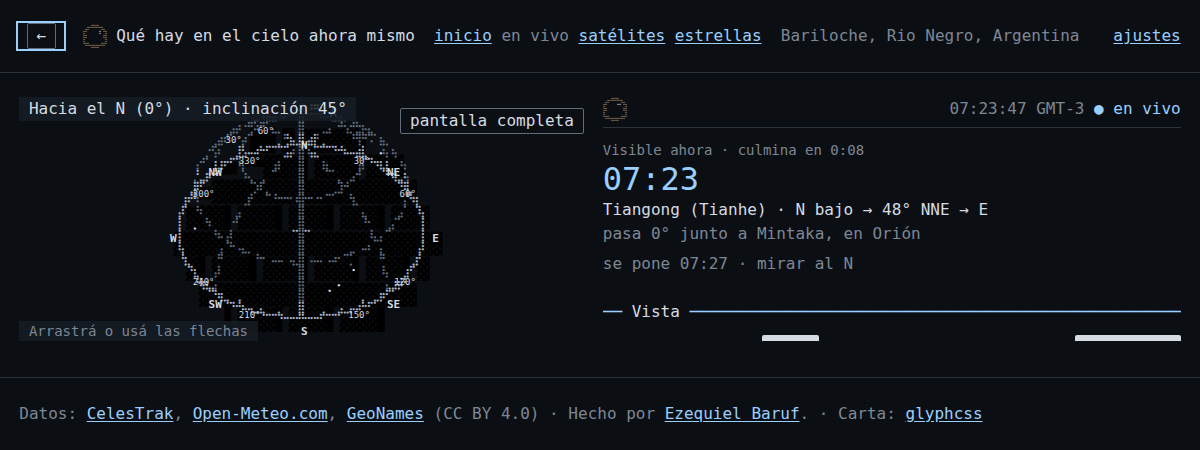 ←
Qué hay en el cielo ahora mismo inicio en vivo satélites estrellas Bariloche, Rio Negro, Argentina ajustes
Hacia el N (0°) · inclinación 45°
pantalla completa
07:23:47 GMT-3 ● en vivo
60°
30°
N
330°
30°
NW
NE
300°
60°
W
E
240°
120°
SW
SE
210°
150°
S
Arrastrá o usá las flechas
Visible ahora · culmina en 0:08
07:23
Tiangong (Tianhe) · N bajo → 48° NNE → E
pasa 0° junto a Mintaka, en Orión
se pone 07:27 · mirar al N
Vista
Datos: CelesTrak, Open-Meteo.com, GeoNames (CC BY 4.0) · Hecho por Ezequiel Baruf. · Carta: glyphcss